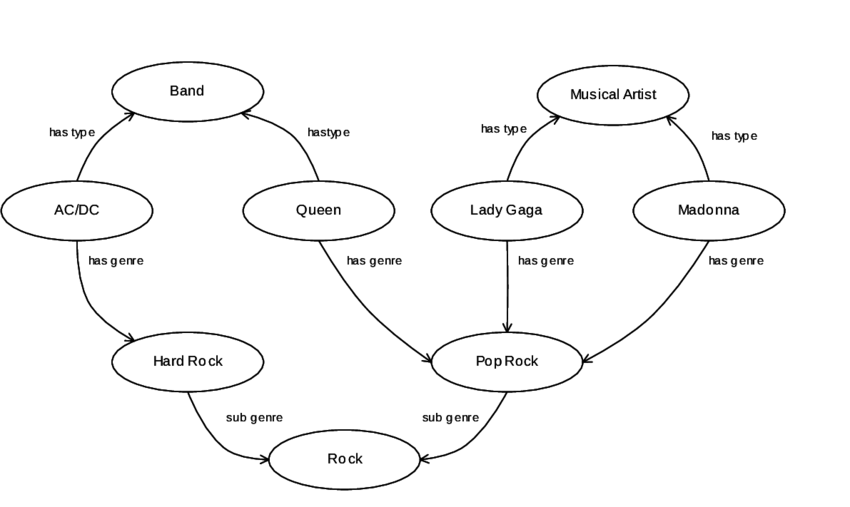 Band
Musical Artist
has type
hastype
has type
has type
AC/DC
Queen
Lady Gaga
Madonna
has genre
has genre
has genre
has genre
Hard Rock
Pop Rock
sub genre
sub genre
Rock